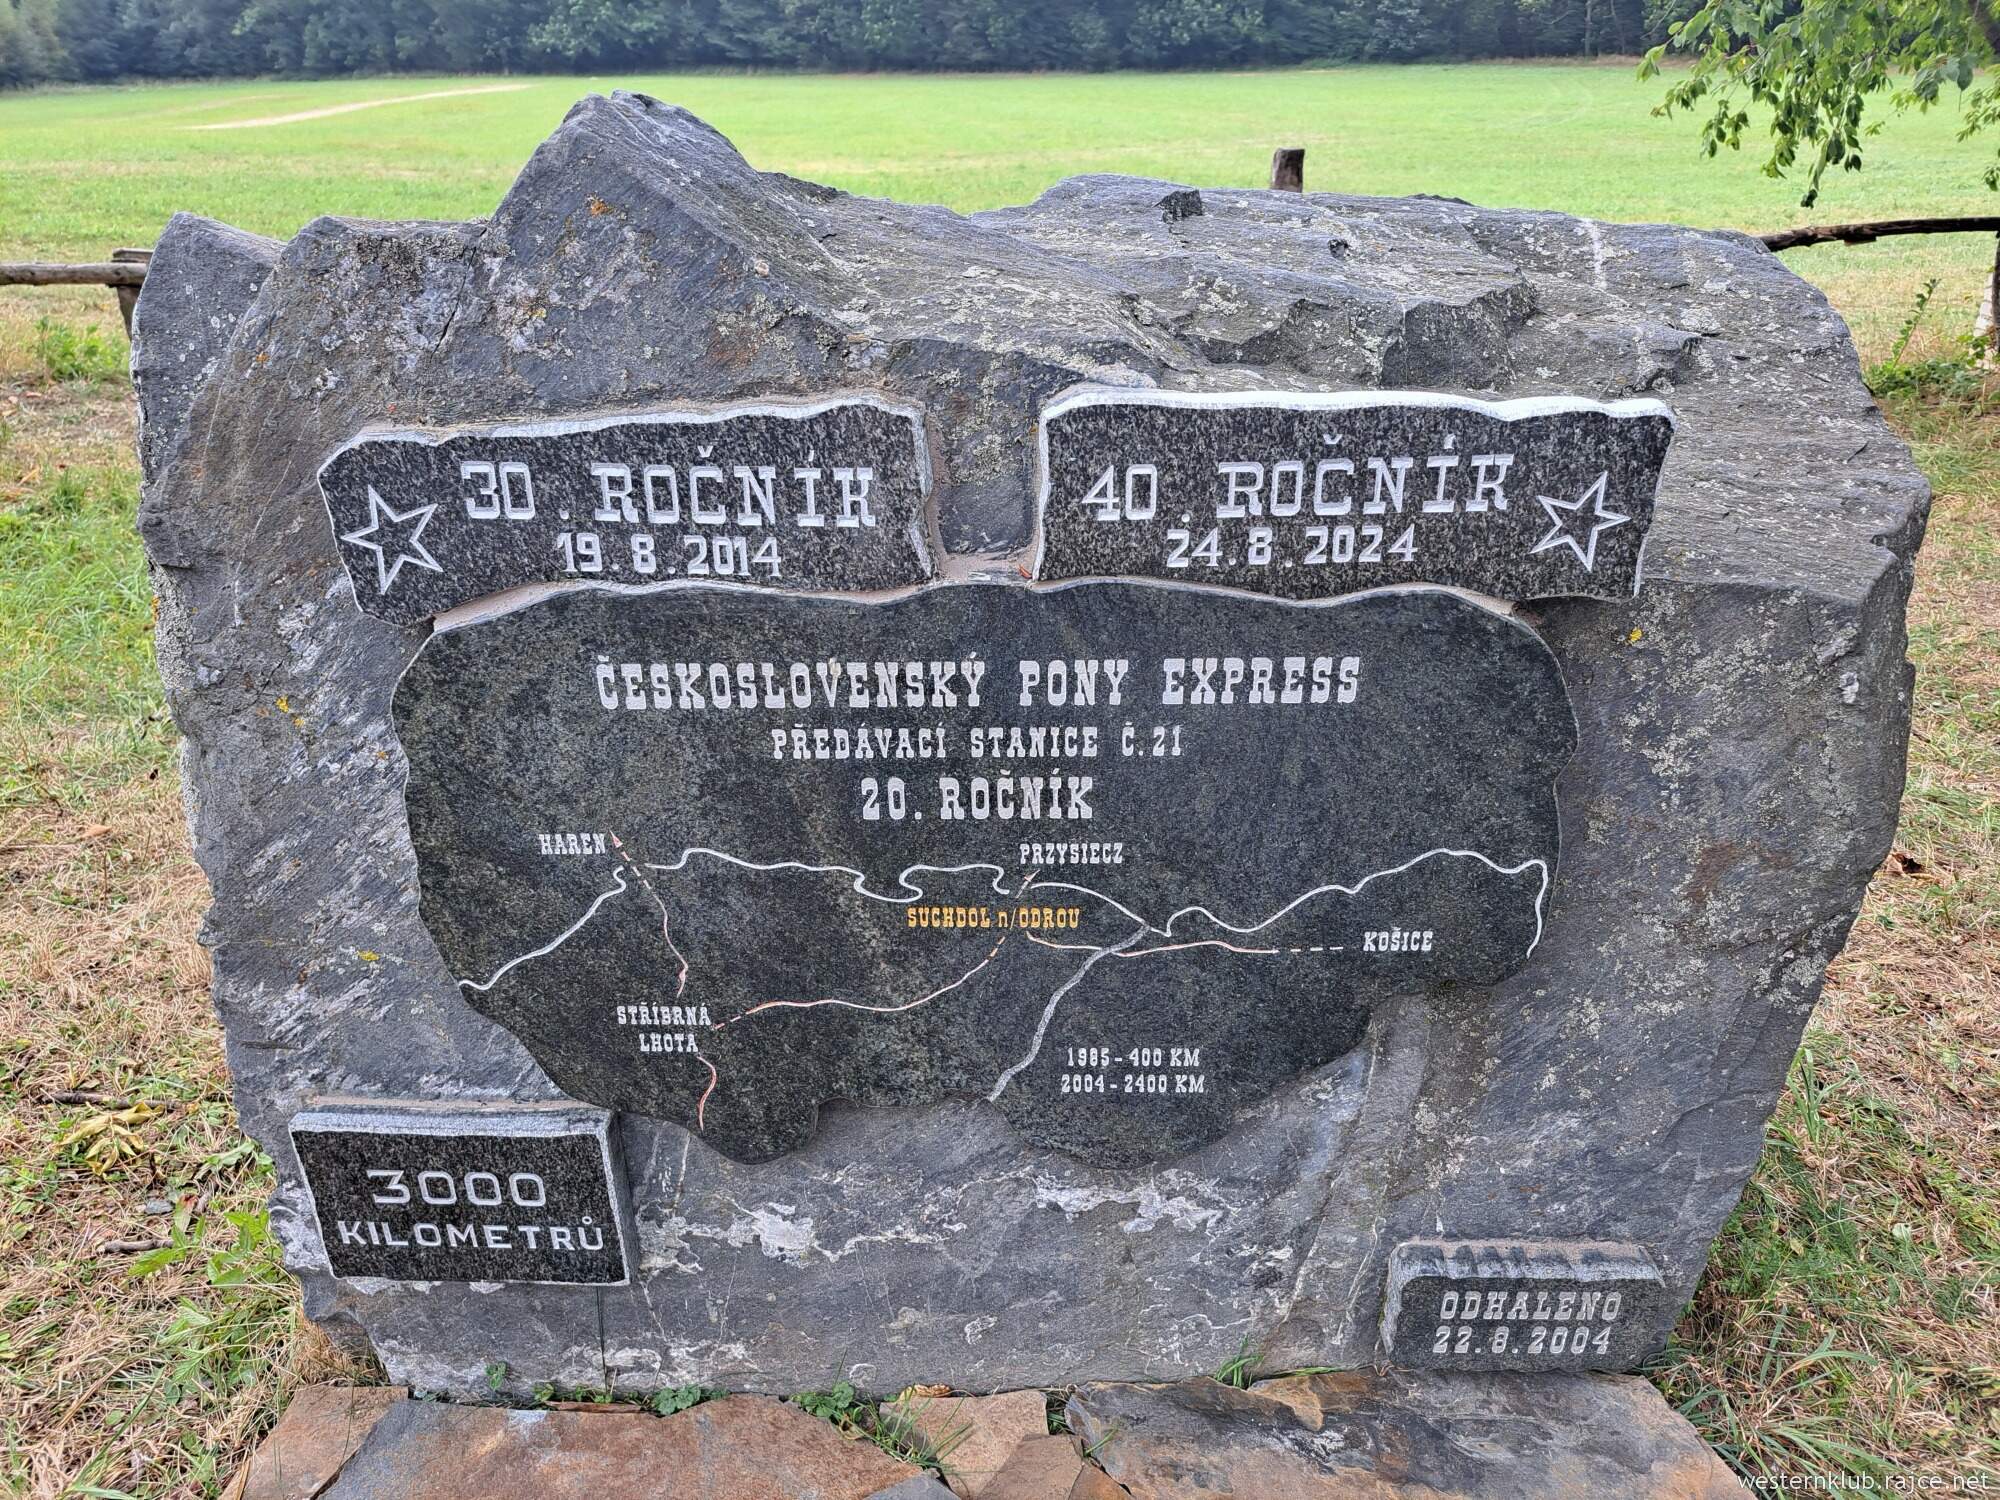 30. ROČNÍK
19.8.2014
40. ROČNÍK
24.8.2024
ČESKOSLOVENSKÝ PONY EXPRESS
PŘEDÁVACÍ STANICE Č.21
20. ROČNÍK
HAREN
PRZYSIECZ
SUCHDOL n/ODROU
KOŠICE
STŘÍBRNÁ
LHOTA
1985-400 KM
2004-2400 KM
3000
KILOMETRŮ
ODHALENO
22.8.2004
westernklub.rajce.net